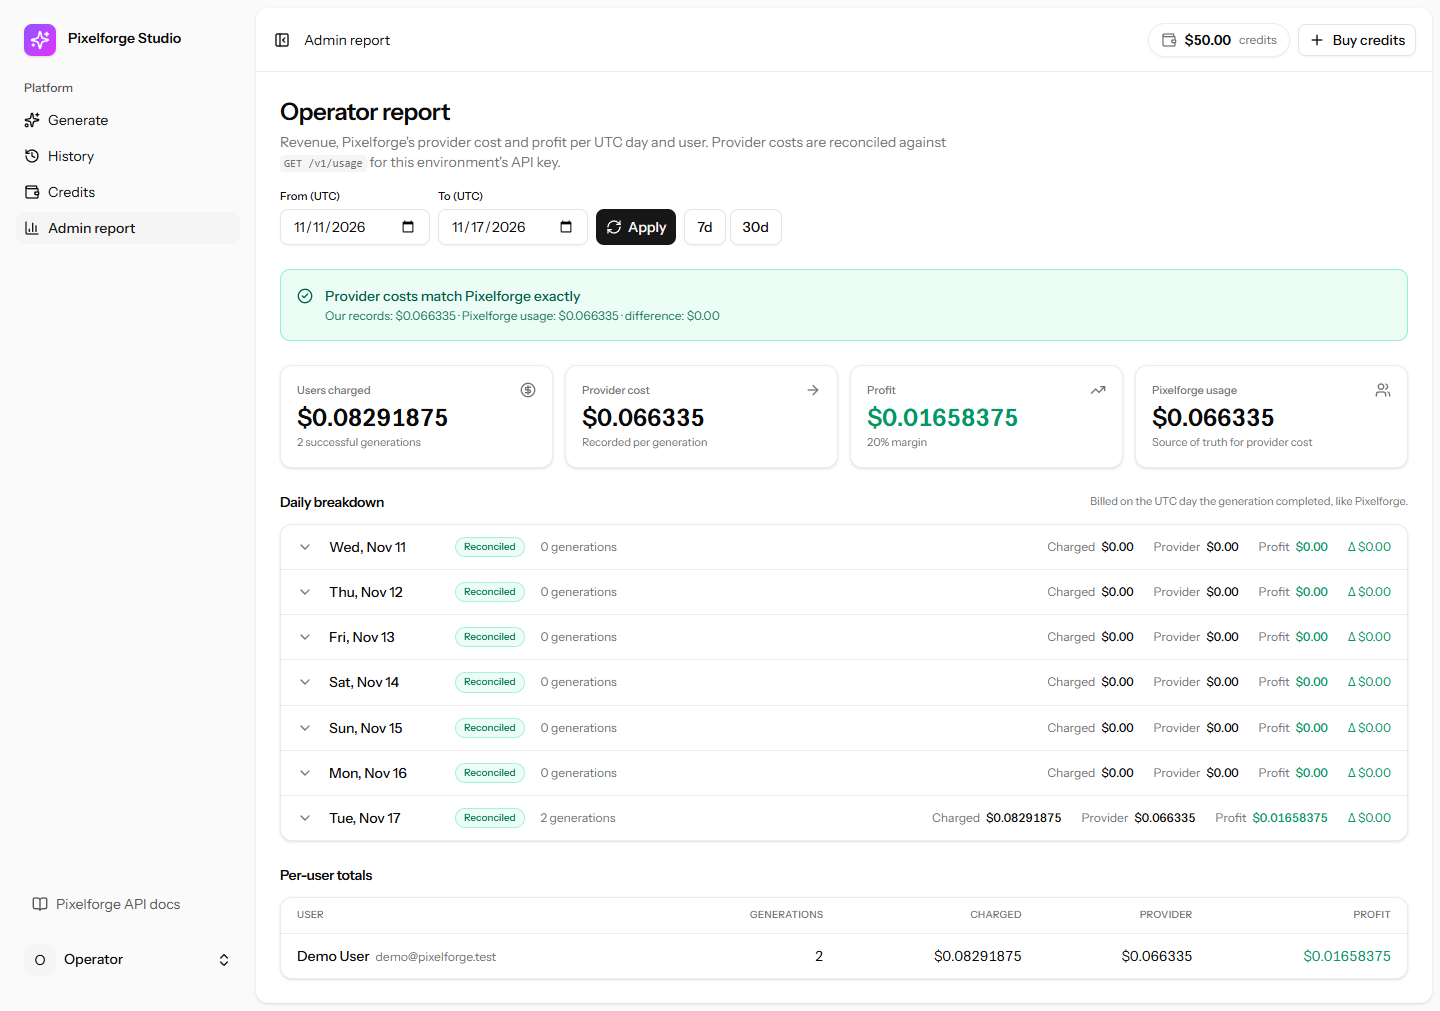 Pixelforge Studio
Platform
Generate
History
Credits
Admin report
Pixelforge API docs
O Operator
Admin report
$50.00 credits
Buy credits
Operator report
Revenue, Pixelforge's provider cost and profit per UTC day and user. Provider costs are reconciled against
GET /v1/usage for this environment's API key.
From (UTC) To (UTC)
11/11/2026 11/17/2026 Apply 7d 30d
Provider costs match Pixelforge exactly
Our records: $0.066335 · Pixelforge usage: $0.066335 · difference: $0.00
Users charged
$0.08291875
2 successful generations
Provider cost
$0.066335
Recorded per generation
Profit
$0.01658375
20% margin
Pixelforge usage
$0.066335
Source of truth for provider cost
Daily breakdown Billed on the UTC day the generation completed, like Pixelforge.
Wed, Nov 11 Reconciled 0 generations Charged $0.00 Provider $0.00 Profit $0.00 Δ $0.00
Thu, Nov 12 Reconciled 0 generations Charged $0.00 Provider $0.00 Profit $0.00 Δ $0.00
Fri, Nov 13 Reconciled 0 generations Charged $0.00 Provider $0.00 Profit $0.00 Δ $0.00
Sat, Nov 14 Reconciled 0 generations Charged $0.00 Provider $0.00 Profit $0.00 Δ $0.00
Sun, Nov 15 Reconciled 0 generations Charged $0.00 Provider $0.00 Profit $0.00 Δ $0.00
Mon, Nov 16 Reconciled 0 generations Charged $0.00 Provider $0.00 Profit $0.00 Δ $0.00
Tue, Nov 17 Reconciled 2 generations Charged $0.08291875 Provider $0.066335 Profit $0.01658375 Δ $0.00
Per-user totals
USER GENERATIONS CHARGED PROVIDER PROFIT
Demo User demo@pixelforge.test 2 $0.08291875 $0.066335 $0.01658375